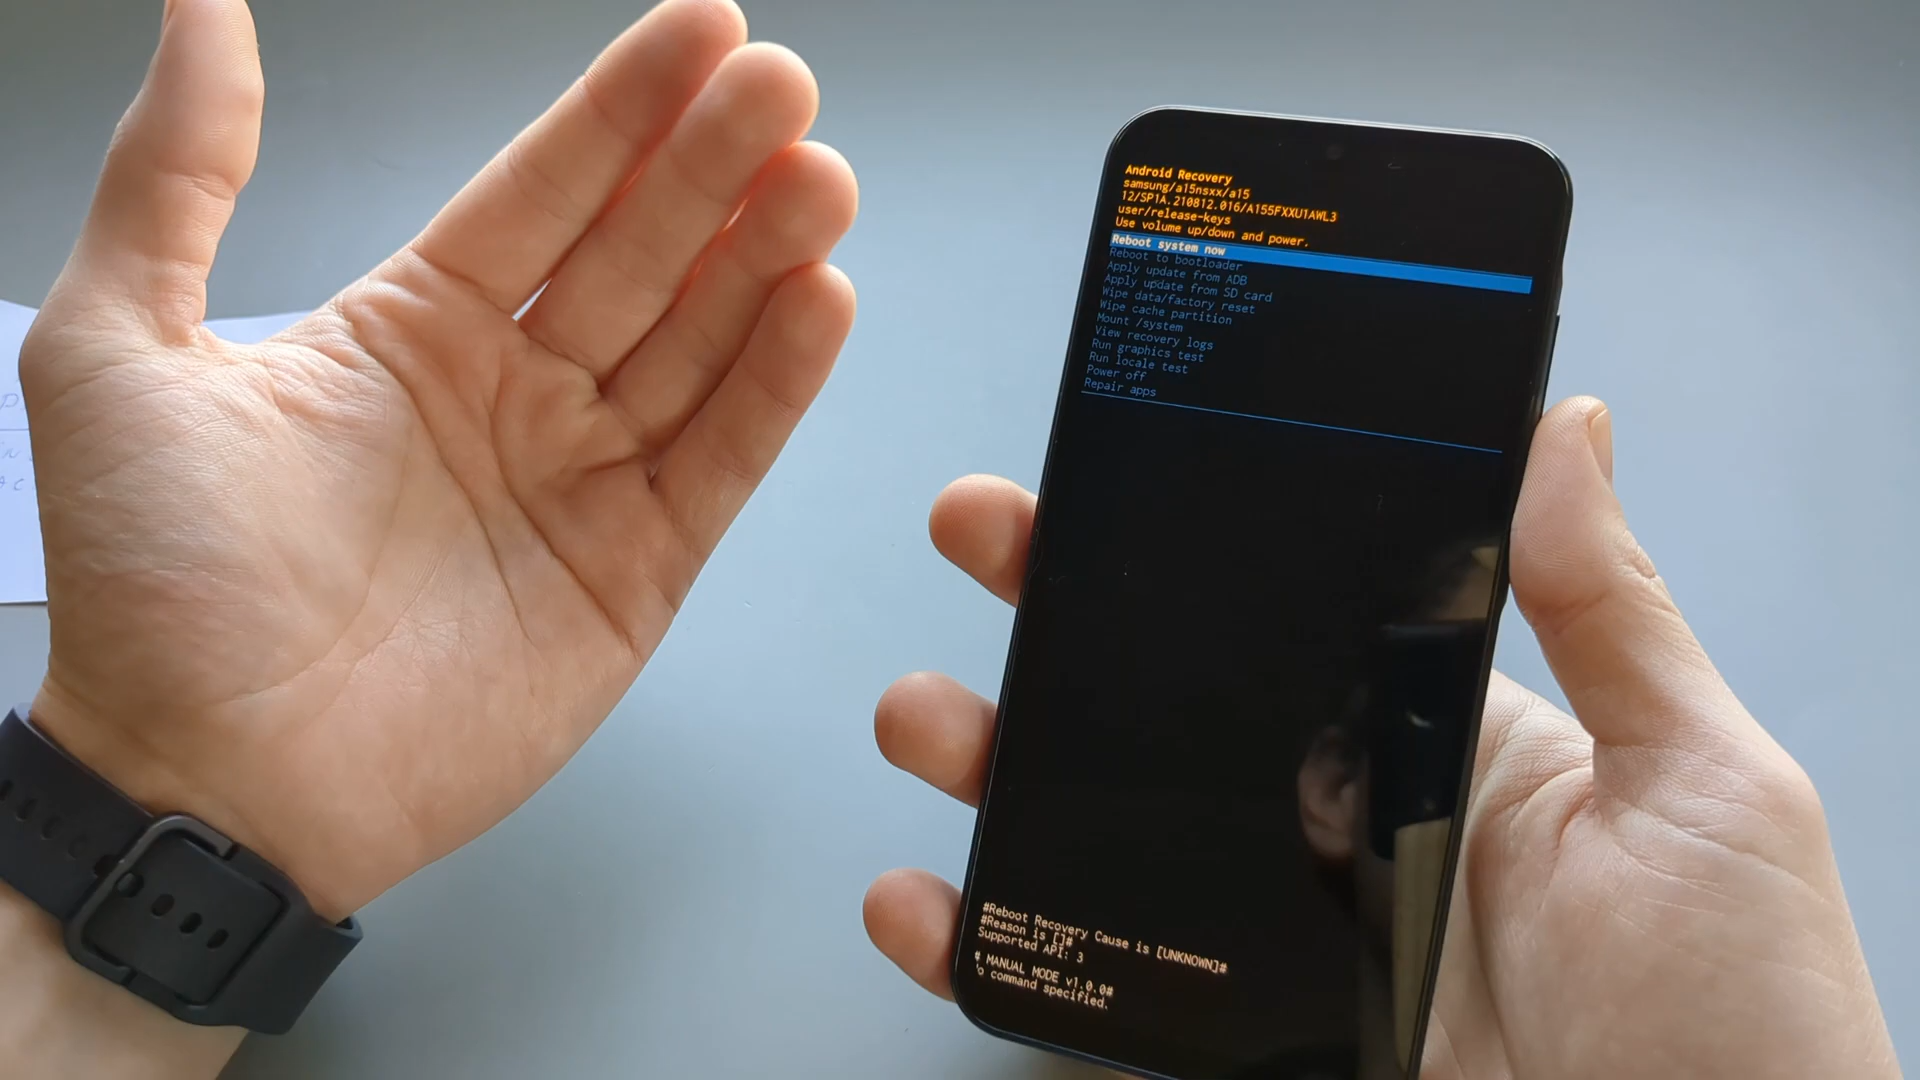 Android Recovery
samsung/a15nsxx/a15
12/SP1A.210812.016/A155FXXU1AWL3
user/release-keys
Use volume up/down and power.
Reboot system now
Reboot to bootloader
Apply update from ADB
Apply update from SD card
Wipe data/factory reset
Wipe cache partition
Mount /system
View recovery logs
Run graphics test
Run locale test
Power off
Repair apps
#Reboot Recovery Cause is [UNKNOWN]#
#Reason is []#
Supported API: 3
# MANUAL MODE v1.0.0#
o command specified.